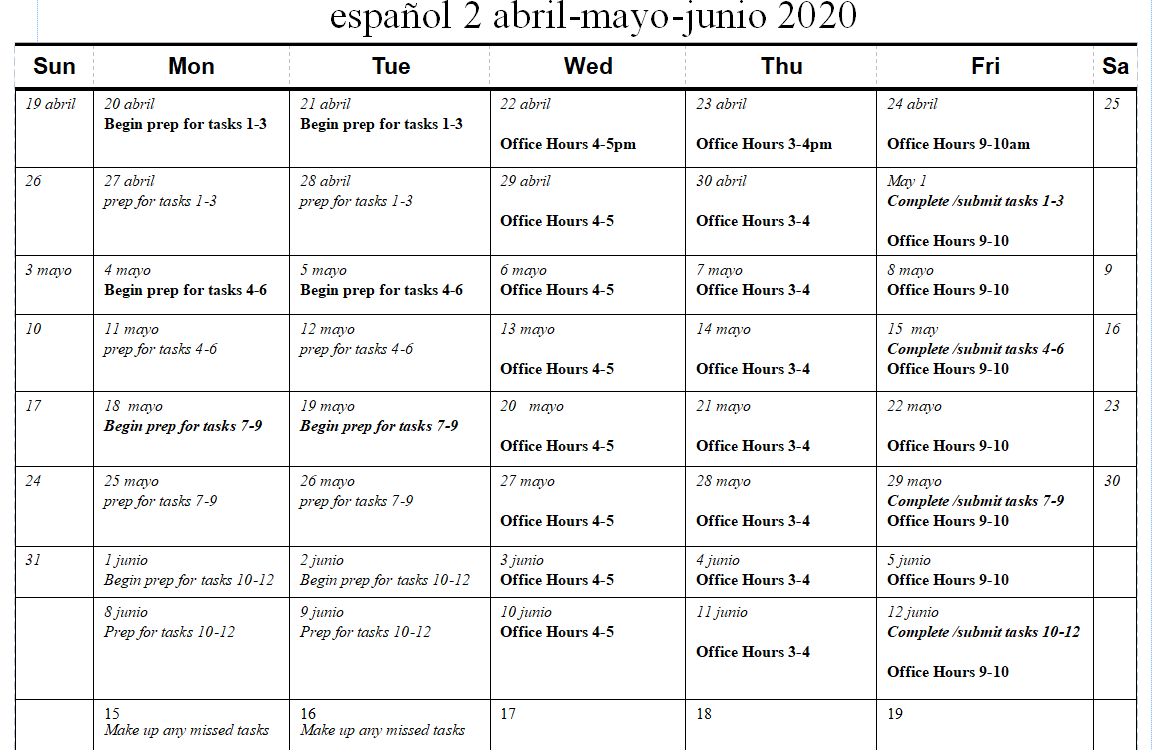 español 2 abril-mayo-junio 2020
Sun Mon Tue Wed Thu Fri Sa
19 abril
20 abril
Begin prep for tasks 1-3
21 abril
Begin prep for tasks 1-3
22 abril
Office Hours 4-5pm
23 abril
Office Hours 3-4pm
24 abril
Office Hours 9-10am
25
26
27 abril
prep for tasks 1-3
28 abril
prep for tasks 1-3
29 abril
Office Hours 4-5
30 abril
Office Hours 3-4
May 1
Complete /submit tasks 1-3
Office Hours 9-10
3 mayo
4 mayo
Begin prep for tasks 4-6
5 mayo
Begin prep for tasks 4-6
6 mayo
Office Hours 4-5
7 mayo
Office Hours 3-4
8 mayo
Office Hours 9-10
9
10
11 mayo
prep for tasks 4-6
12 mayo
prep for tasks 4-6
13 mayo
Office Hours 4-5
14 mayo
Office Hours 3-4
15 may
Complete /submit tasks 4-6
Office Hours 9-10
16
17
18 mayo
Begin prep for tasks 7-9
19 mayo
Begin prep for tasks 7-9
20 mayo
Office Hours 4-5
21 mayo
Office Hours 3-4
22 mayo
Office Hours 9-10
23
24
25 mayo
prep for tasks 7-9
26 mayo
prep for tasks 7-9
27 mayo
Office Hours 4-5
28 mayo
Office Hours 3-4
29 mayo
Complete /submit tasks 7-9
Office Hours 9-10
30
31
1 junio
Begin prep for tasks 10-12
2 junio
Begin prep for tasks 10-12
3 junio
Office Hours 4-5
4 junio
Office Hours 3-4
5 junio
Office Hours 9-10
8 junio
Prep for tasks 10-12
9 junio
Prep for tasks 10-12
10 junio
Office Hours 4-5
11 junio
Office Hours 3-4
12 junio
Complete /submit tasks 10-12
Office Hours 9-10
15
Make up any missed tasks
16
Make up any missed tasks
17
18
19